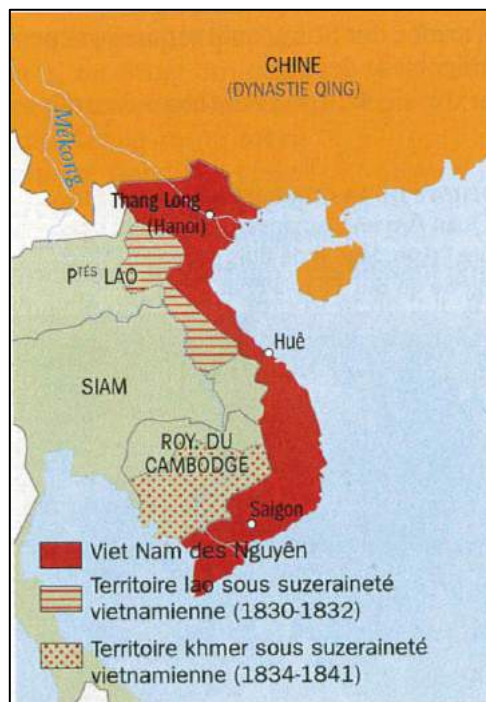 CHINE
(DYNASTIE QING)
Mékong
Thang Long
(Hanoi)
PTÉS LAO
Huê
SIAM
ROY. DU
CAMBODGE
Saigon
Viet Nam des Nguyên
Territoire lao sous suzeraineté
vietnamienne (1830-1832)
Territoire khmer sous suzeraineté
vietnamienne (1834-1841)